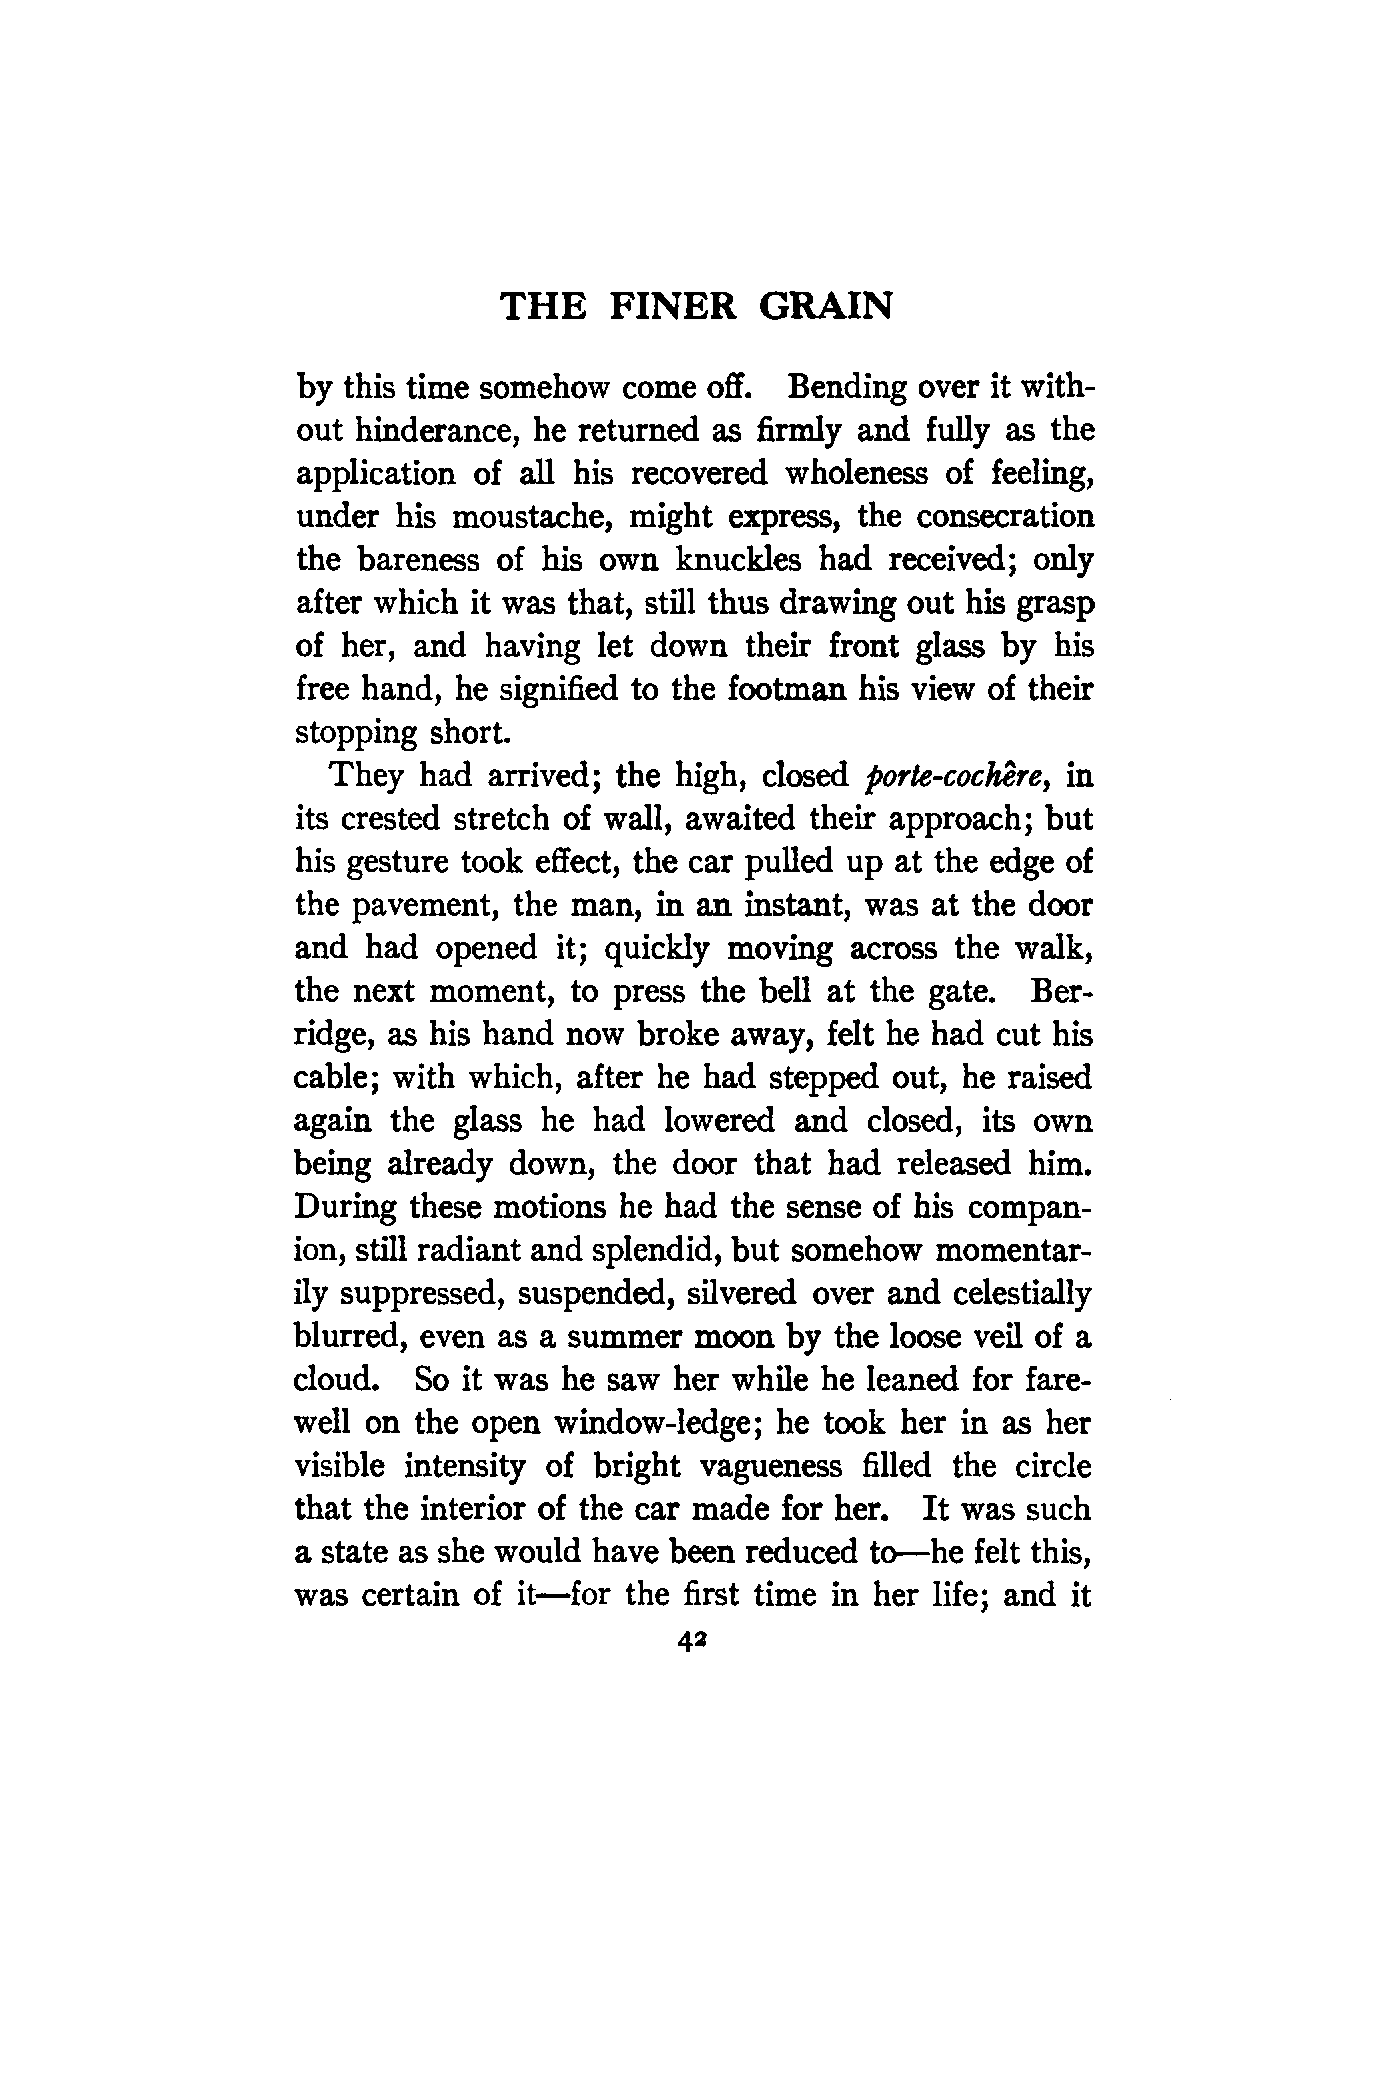 THE FINER GRAIN
by this time somehow come off. Bending over it with-
out hinderance, he returned as firmly and fully as the
application of all his recovered wholeness of feeling,
under his moustache, might express, the consecration
the bareness of his own knuckles had received; only
after which it was that, still thus drawing out his grasp
of her, and having let down their front glass by his
free hand, he signified to the footman his view of their
stopping short.
They had arrived; the high, closed porte-cochêre, in
its crested stretch of wall, awaited their approach; but
his gesture took effect, the car pulled up at the edge of
the pavement, the man, in an instant, was at the door
and had opened it; quickly moving across the walk,
the next moment, to press the bell at the gate. Ber-
ridge, as his hand now broke away, felt he had cut his
cable; with which, after he had stepped out, he raised
again the glass he had lowered and closed, its own
being already down, the door that had released him.
During these motions he had the sense of his compan-
ion, still radiant and splendid, but somehow momentar-
ily suppressed, suspended, silvered over and celestially
blurred, even as a summer moon by the loose veil of a
cloud. So it was he saw her while he leaned for fare-
well on the open window-ledge; he took her in as her
visible intensity of bright vagueness filled the circle
that the interior of the car made for her. It was such
a state as she would have been reduced to—he felt this,
was certain of it—for the first time in her life; and it
42